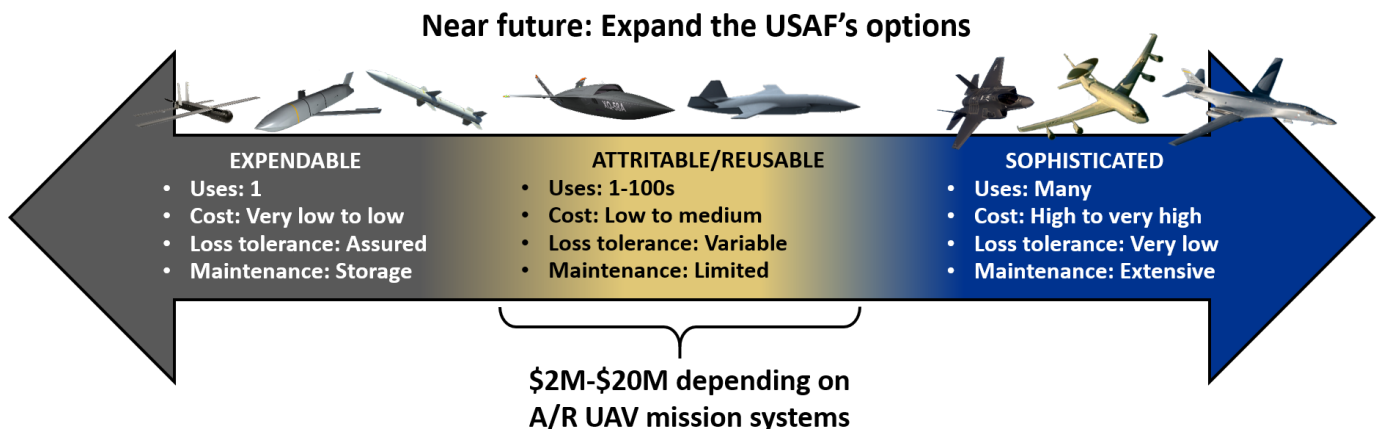 Near future: Expand the USAF's options
XQ-58A
EXPENDABLE
• Uses: 1
• Cost: Very low to low
• Loss tolerance: Assured
• Maintenance: Storage
ATTRITABLE/REUSABLE
• Uses: 1-100s
• Cost: Low to medium
• Loss tolerance: Variable
• Maintenance: Limited
SOPHISTICATED
• Uses: Many
• Cost: High to very high
• Loss tolerance: Very low
• Maintenance: Extensive
$2M-$20M depending on
A/R UAV mission systems